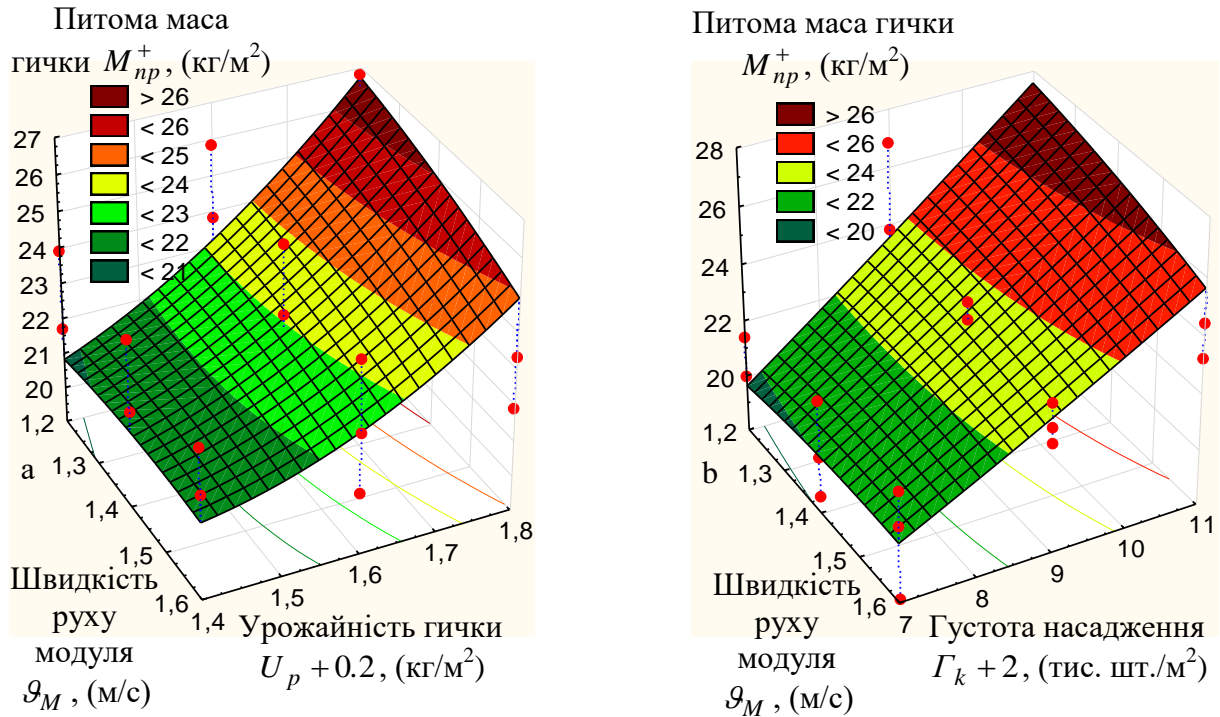 Питома маса
гички M⁺ₙₚ, (кг/м²)
> 26
< 26
< 25
< 24
< 23
< 22
< 21
27
26
25
24
23
22
21
20
1,2
1,3
1,4
1,5
1,6
1,4
1,5
1,6
1,7
1,8
a
Швидкість
руху
модуля
𝜗_M, (м/с)
Урожайність гички
U_p + 0.2, (кг/м²)
Питома маса гички
M⁺ₙₚ, (кг/м²)
> 26
< 26
< 24
< 22
< 20
28
26
24
22
20
1,2
1,3
1,4
1,5
1,6
7
8
9
10
11
b
Швидкість
руху
модуля
𝜗_M, (м/с)
Густота насадження
Г_k + 2, (тис. шт./м²)